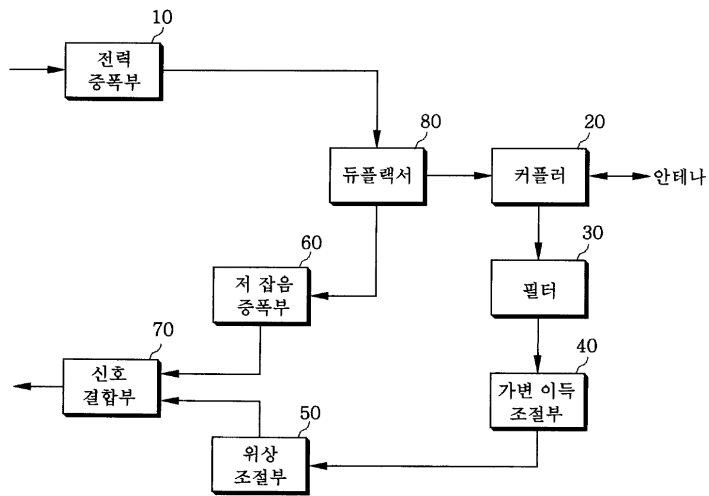 10
전력
증폭부
80
듀플랙서
20
커플러
안테나
60
저 잡음
증폭부
30
필터
70
신호
결합부
40
가변 이득
조절부
50
위상
조절부